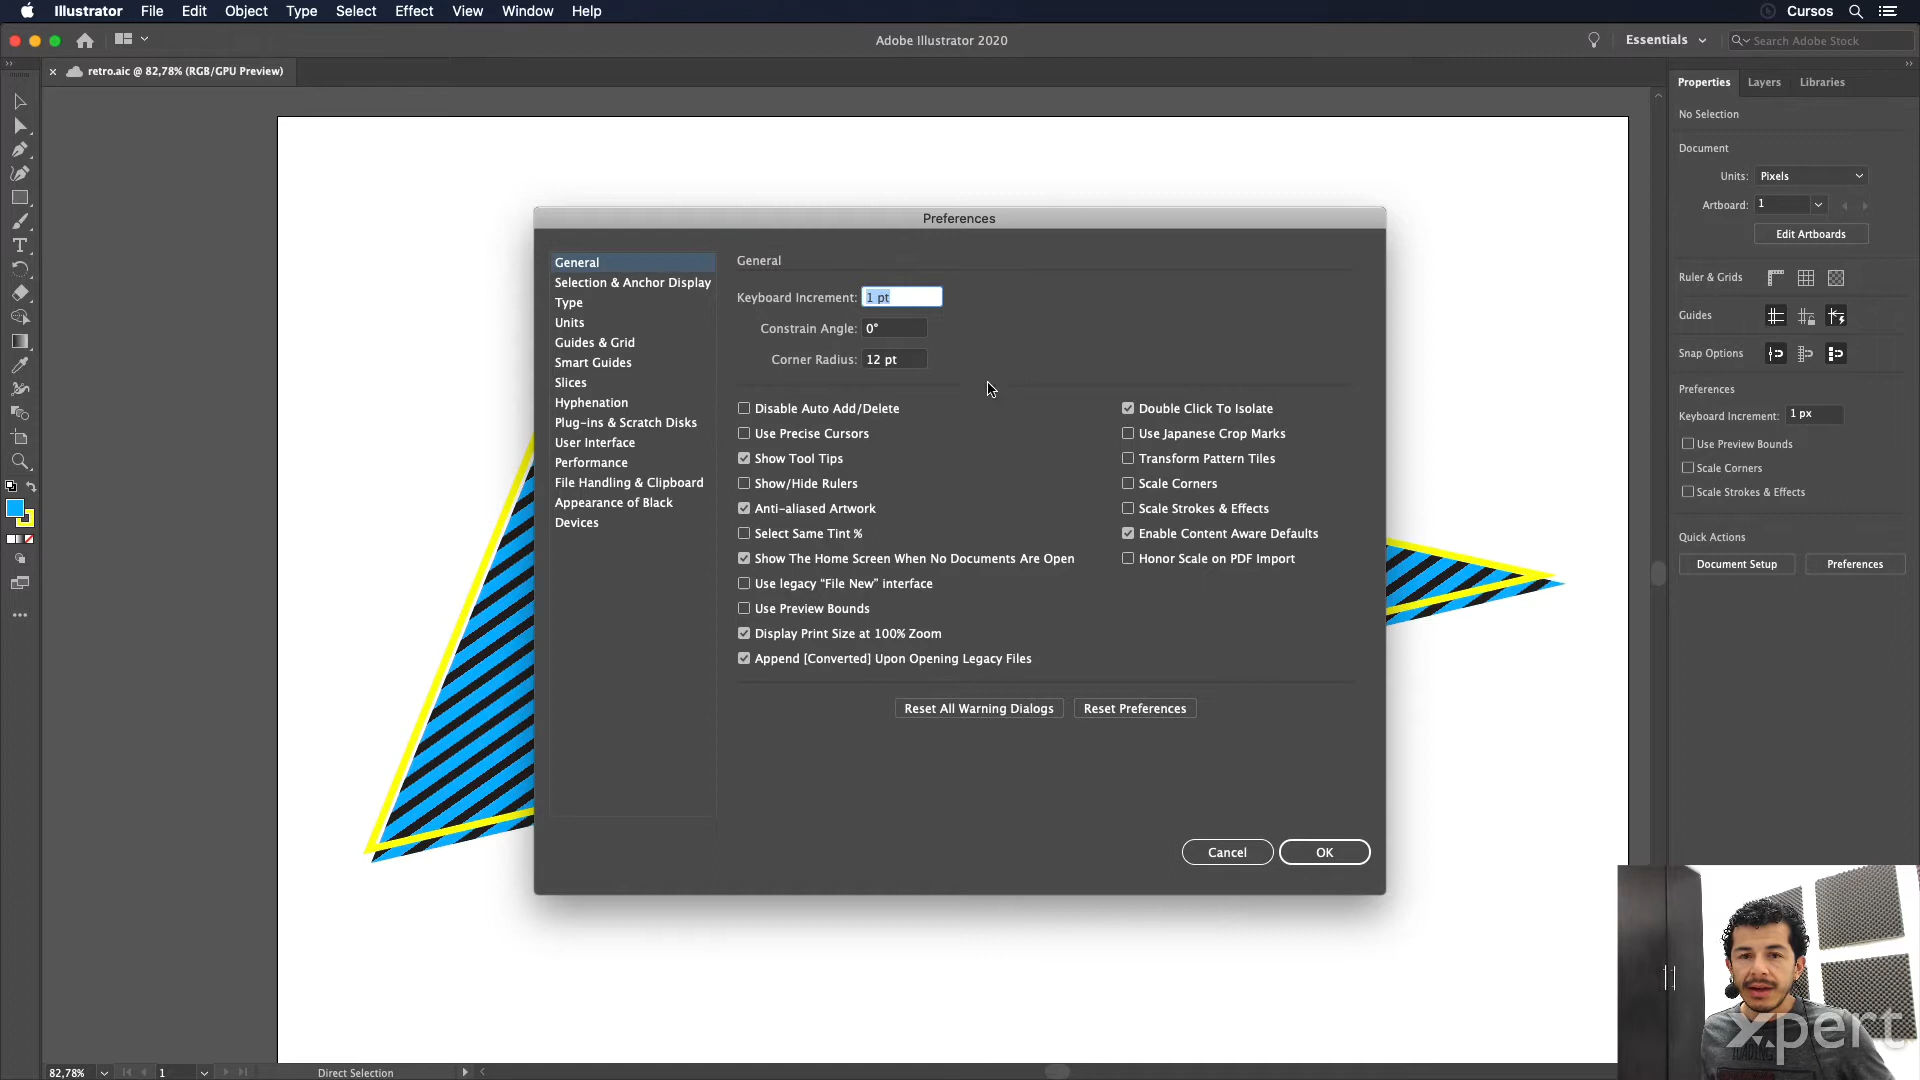 Illustrator File Edit Object Type Select Effect View Window Help Cursos
Adobe Illustrator 2020 Essentials Search Adobe Stock
retro.aic @ 82,78% (RGB/GPU Preview)
Properties Layers Libraries
No Selection
Document
Units: Pixels
Artboard: 1
Edit Artboards
Ruler & Grids
Guides
Snap Options
Preferences
Keyboard Increment: 1 px
Use Preview Bounds
Scale Corners
Scale Strokes & Effects
Quick Actions
Document Setup Preferences
Preferences
General
Selection & Anchor Display
Type
Units
Guides & Grid
Smart Guides
Slices
Hyphenation
Plug-ins & Scratch Disks
User Interface
Performance
File Handling & Clipboard
Appearance of Black
Devices
General
Keyboard Increment: 1 pt
Constrain Angle: 0°
Corner Radius: 12 pt
Disable Auto Add/Delete
Use Precise Cursors
Show Tool Tips
Show/Hide Rulers
Anti-aliased Artwork
Select Same Tint %
Show The Home Screen When No Documents Are Open
Use legacy “File New” interface
Use Preview Bounds
Display Print Size at 100% Zoom
Append [Converted] Upon Opening Legacy Files
Double Click To Isolate
Use Japanese Crop Marks
Transform Pattern Tiles
Scale Corners
Scale Strokes & Effects
Enable Content Aware Defaults
Honor Scale on PDF Import
Reset All Warning Dialogs Reset Preferences
Cancel OK
82,78% 1 Direct Selection
xpert
LOADING